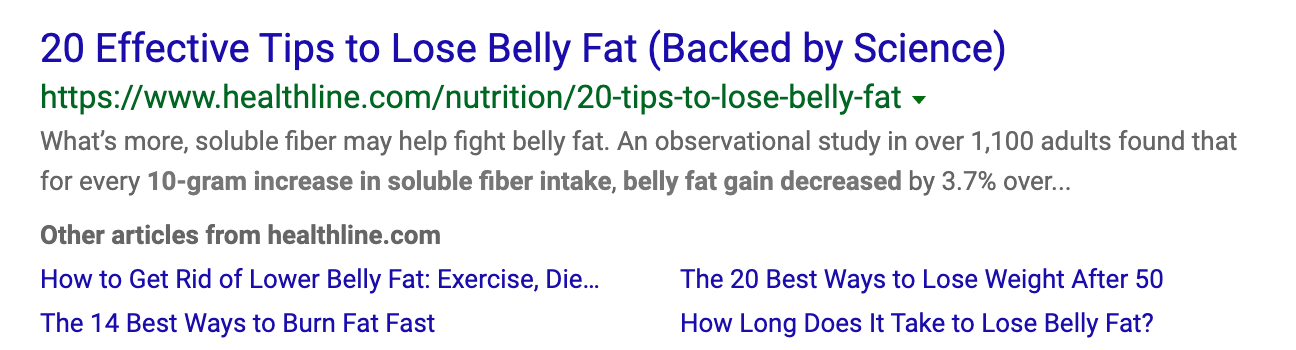 20 Effective Tips to Lose Belly Fat (Backed by Science)
https://www.healthline.com/nutrition/20-tips-to-lose-belly-fat
What’s more, soluble fiber may help fight belly fat. An observational study in over 1,100 adults found that
for every 10-gram increase in soluble fiber intake, belly fat gain decreased by 3.7% over...
Other articles from healthline.com
How to Get Rid of Lower Belly Fat: Exercise, Die...
The 20 Best Ways to Lose Weight After 50
The 14 Best Ways to Burn Fat Fast
How Long Does It Take to Lose Belly Fat?